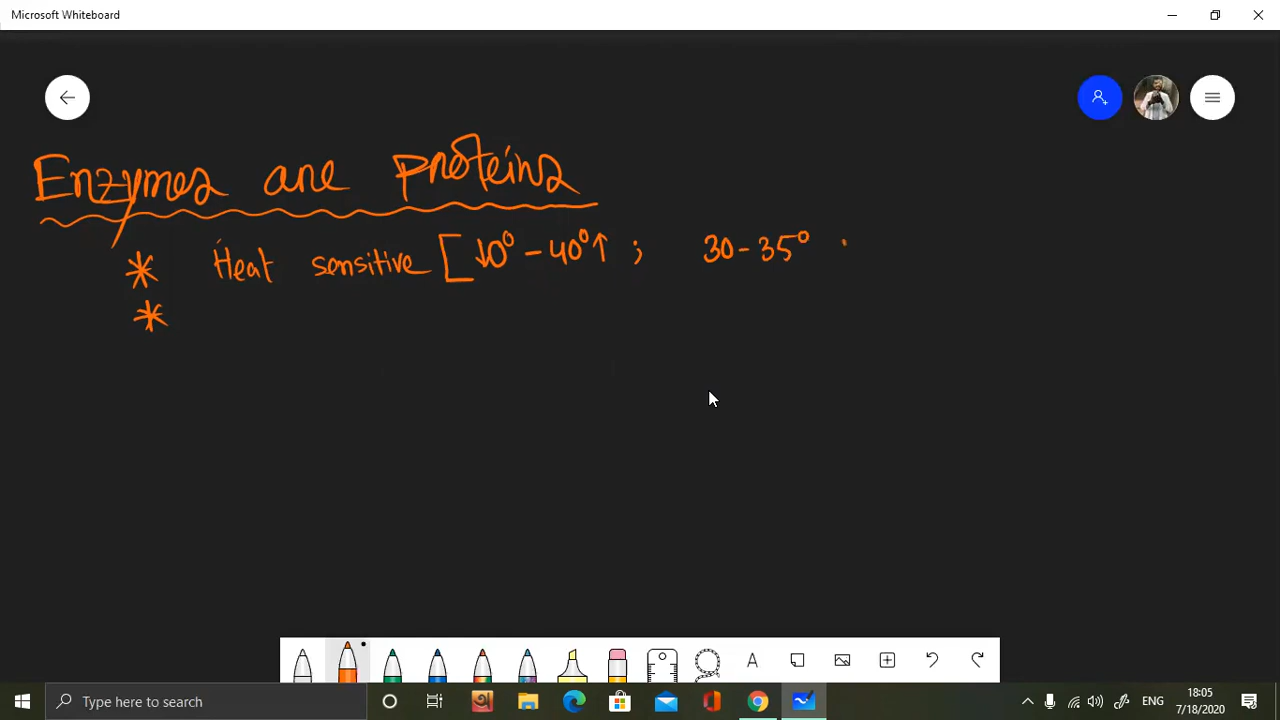 Microsoft Whiteboard
Enzymes are proteins
* Heat sensitive [↓10° - 40°↑ ; 30-35°
*
A
Type here to search
ENG
18:05
7/18/2020